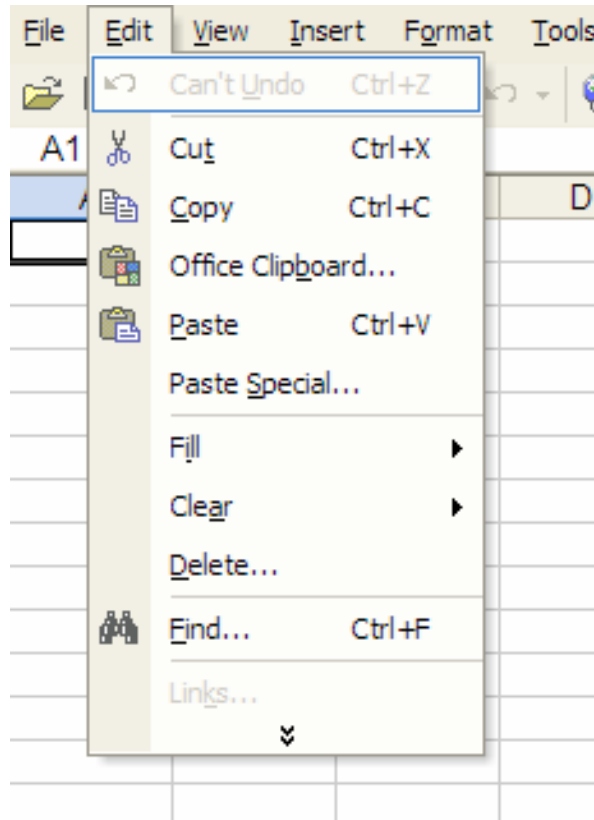 File Edit View Insert Format Tools
Can't Undo Ctrl+Z
A1
Cut Ctrl+X
Copy Ctrl+C
D
Office Clipboard...
Paste Ctrl+V
Paste Special...
Fill
Clear
Delete...
Find... Ctrl+F
Links...